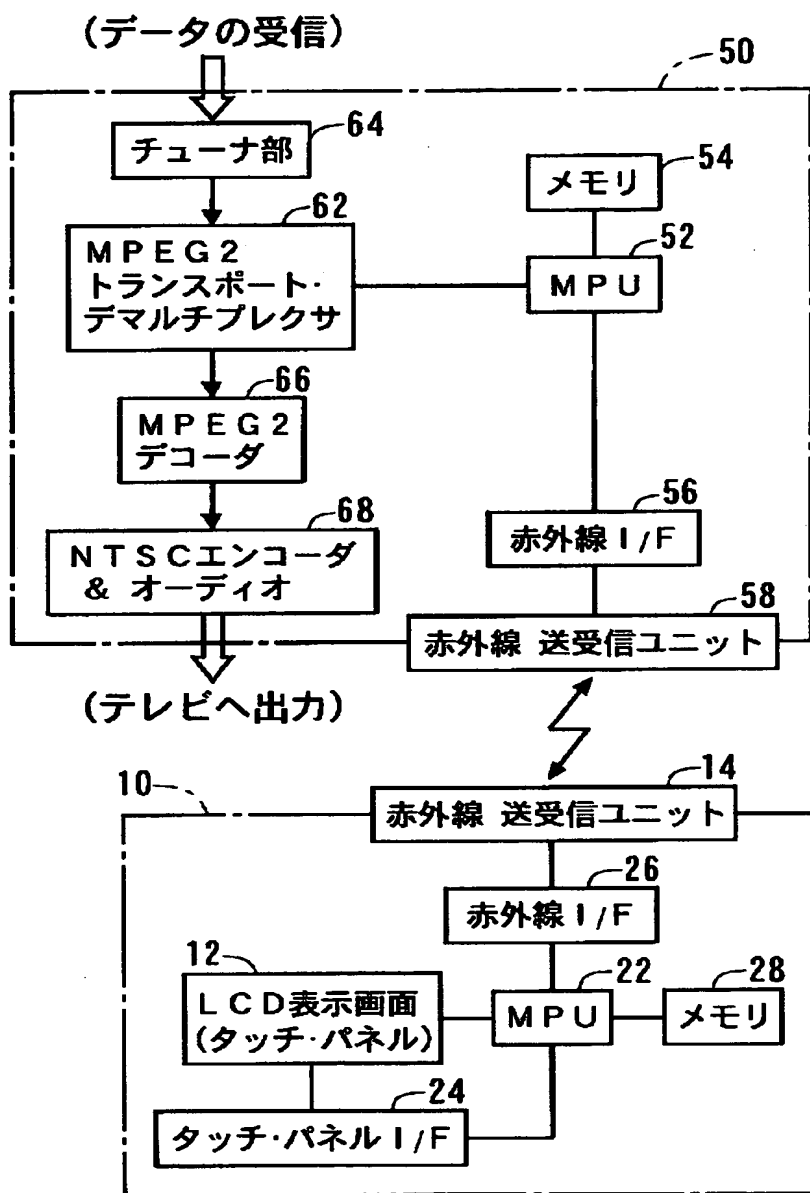 (データの受信)
50
64
チューナ部
メモリ
54
62
MPEG2
トランスポート・
デマルチプレクサ
52
MPU
66
MPEG2
デコーダ
56
赤外線I/F
68
NTSCエンコーダ
& オーディオ
58
赤外線 送受信ユニット
(テレビへ出力)
10
14
赤外線 送受信ユニット
26
赤外線I/F
12
LCD表示画面
(タッチ・パネル)
22
MPU
28
メモリ
24
タッチ・パネルI/F